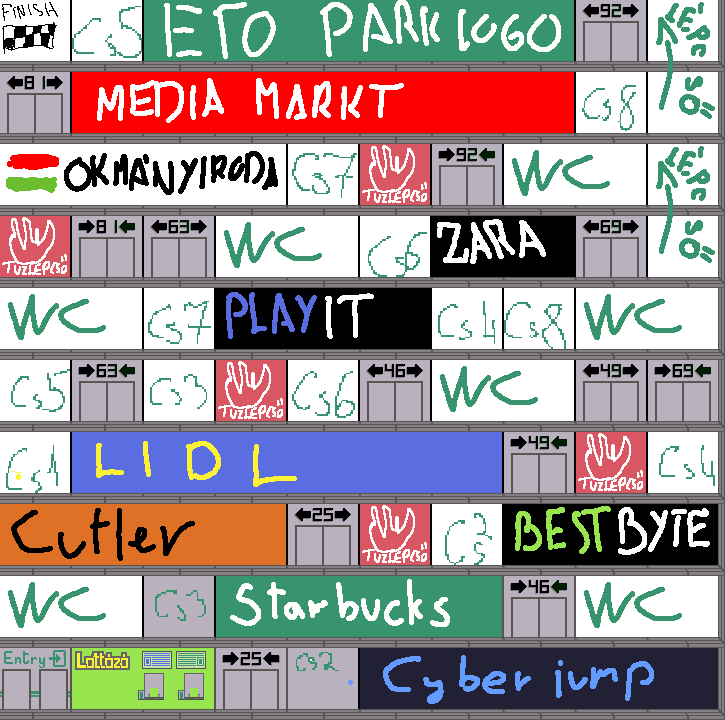 FINISH Cs5 ETO PARK LOGO ←92→ LÉPCSŐ
←81→ MEDIA MARKT Cs8
OKMÁNYIRODA Cs7 TŰZLÉPCSŐ →92← WC LÉPCSŐ
TŰZLÉPCSŐ →81← ←63→ WC Cs6 ZARA ←69→
WC Cs7 PLAYIT Cs4 Cs8 WC
Cs5 →63← Cs3 TŰZLÉPCSŐ Cs6 ←46→ WC ←49→ →69←
Cs1 LIDL →49← TŰZLÉPCSŐ Cs4
Cutler ←25→ TŰZLÉPCSŐ Cs2 BESTBYTE
WC Cs3 Starbucks →46← WC
Entry Lottózó →25← Cs2 Cyber jump